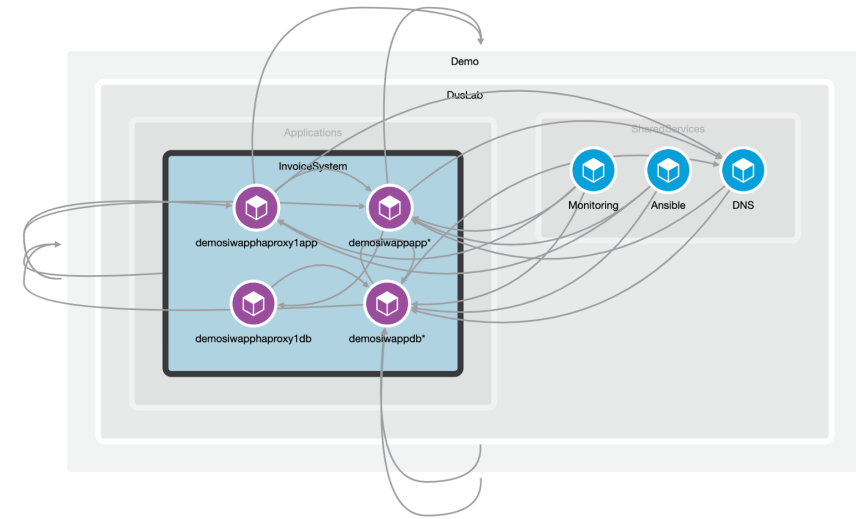 Demo
DusLab
Applications
SharedServices
InvoiceSystem
Monitoring
Ansible
DNS
demosiwapphaproxy1app
demosiwappapp*
demosiwapphaproxy1db
demosiwappdb*